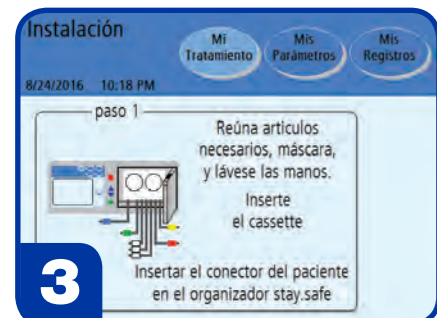 Instalación
Mi
Tratamiento
Mis
Parámetros
Mis
Registros
8/24/2016 10:18 PM
paso 1
Reúna artículos
necesarios, máscara,
y lávese las manos.
Inserte
el cassette
Insertar el conector del paciente
en el organizador stay.safe
3